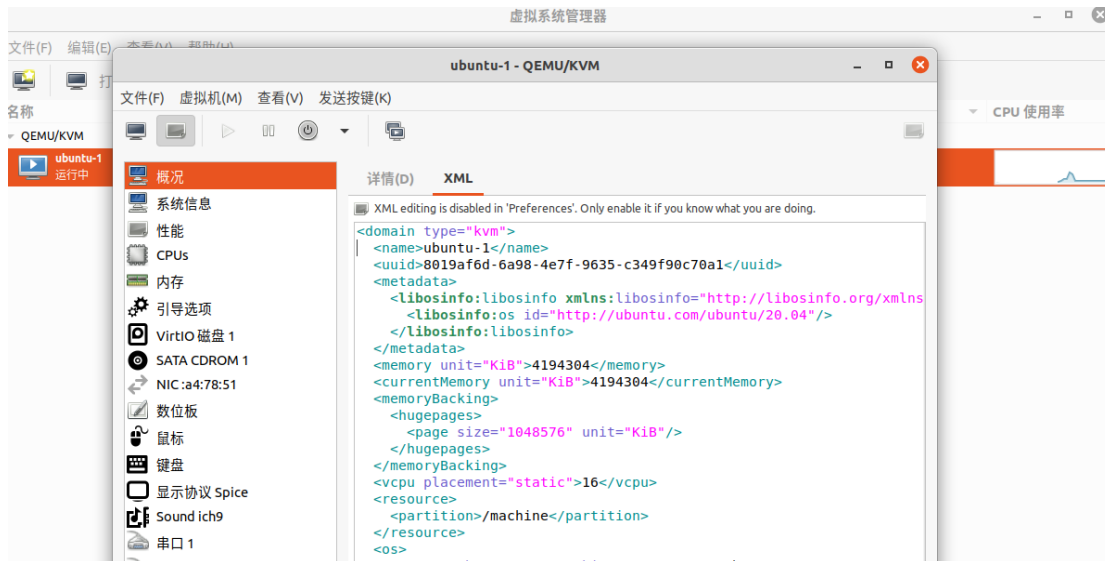 虚拟系统管理器
文件(F) 编辑(E) 查看(V) 帮助(H)
ubuntu-1 - QEMU/KVM
打
文件(F) 虚拟机(M) 查看(V) 发送按键(K)
名称
CPU 使用率
QEMU/KVM
ubuntu-1
运行中
概况
系统信息
性能
CPUs
内存
引导选项
VirtIO 磁盘 1
SATA CDROM 1
NIC :a4:78:51
数位板
鼠标
键盘
显示协议 Spice
Sound ich9
串口 1
详情(D) XML
XML editing is disabled in 'Preferences'. Only enable it if you know what you are doing.
<domain type="kvm">
<name>ubuntu-1</name>
<uuid>8019af6d-6a98-4e7f-9635-c349f90c70a1</uuid>
<metadata>
<libosinfo:libosinfo xmlns:libosinfo="http://libosinfo.org/xmlns
<libosinfo:os id="http://ubuntu.com/ubuntu/20.04"/>
</libosinfo:libosinfo>
</metadata>
<memory unit="KiB">4194304</memory>
<currentMemory unit="KiB">4194304</currentMemory>
<memoryBacking>
<hugepages>
<page size="1048576" unit="KiB"/>
</hugepages>
</memoryBacking>
<vcpu placement="static">16</vcpu>
<resource>
<partition>/machine</partition>
</resource>
<os>